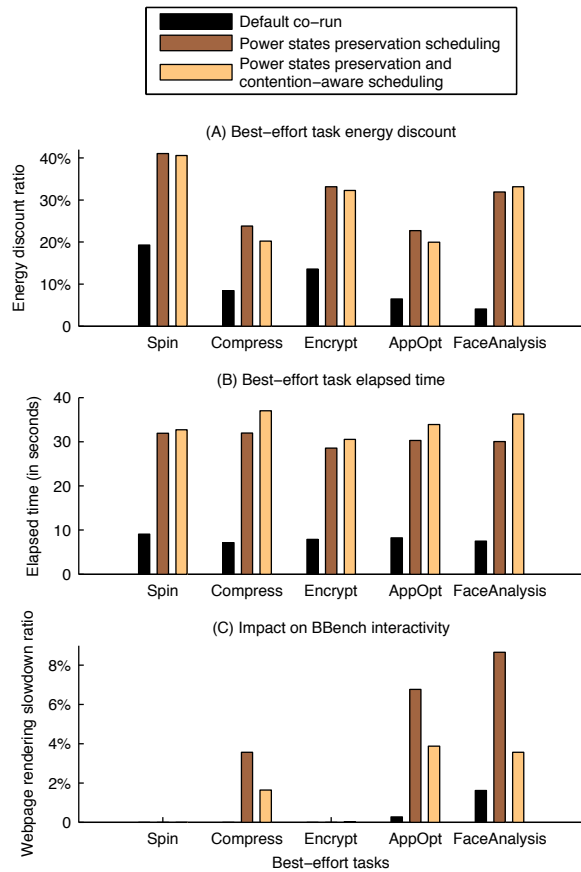 Default co-run
Power states preservation scheduling
Power states preservation and
contention-aware scheduling
(A) Best-effort task energy discount
Energy discount ratio
40%
30%
20%
10%
0
Spin Compress Encrypt AppOpt FaceAnalysis
(B) Best-effort task elapsed time
Elapsed time (in seconds)
40
30
20
10
0
Spin Compress Encrypt AppOpt FaceAnalysis
(C) Impact on BBench interactivity
Webpage rendering slowdown ratio
8%
6%
4%
2%
0
Spin Compress Encrypt AppOpt FaceAnalysis
Best-effort tasks